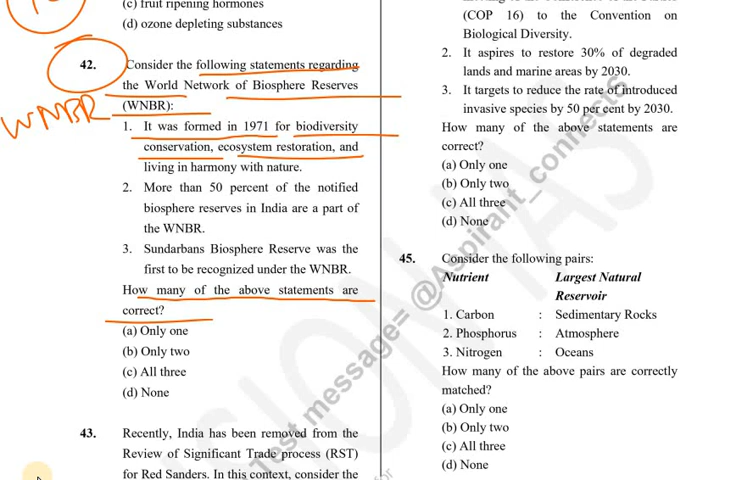 (c) fruit ripening hormones
(d) ozone depleting substances
42. Consider the following statements regarding
the World Network of Biosphere Reserves
(WNBR):
WNBR
1. It was formed in 1971 for biodiversity
conservation, ecosystem restoration, and
living in harmony with nature.
2. More than 50 percent of the notified
biosphere reserves in India are a part of
the WNBR.
3. Sundarbans Biosphere Reserve was the
first to be recognized under the WNBR.
How many of the above statements are
correct?
(a) Only one
(b) Only two
(c) All three
(d) None
43. Recently, India has been removed from the
Review of Significant Trade process (RST)
for Red Sanders. In this context, consider the
(COP 16) to the Convention on
Biological Diversity.
2. It aspires to restore 30% of degraded
lands and marine areas by 2030.
3. It targets to reduce the rate of introduced
invasive species by 50 per cent by 2030.
How many of the above statements are
correct?
(a) Only one
(b) Only two
(c) All three
(d) None
45. Consider the following pairs:
Nutrient Largest Natural
Reservoir
1. Carbon : Sedimentary Rocks
2. Phosphorus : Atmosphere
3. Nitrogen : Oceans
How many of the above pairs are correctly
matched?
(a) Only one
(b) Only two
(c) All three
(d) None
Test message= @Aspirant_connects
for